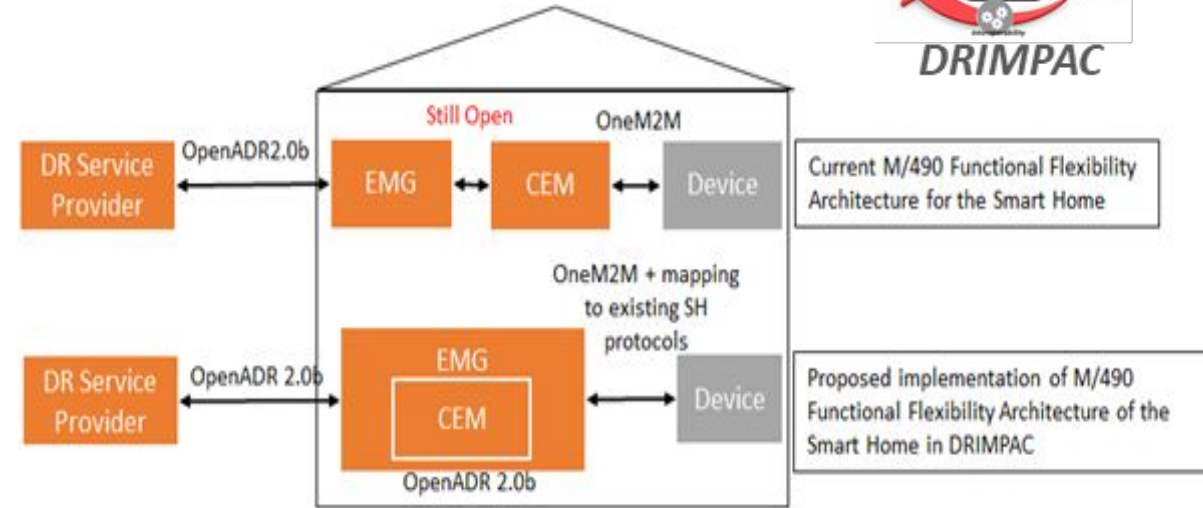 interoperability
DRIMPAC
Still Open
OneM2M
OpenADR2.0b
DR Service
Provider
EMG
CEM
Device
Current M/490 Functional Flexibility
Architecture for the Smart Home
OneM2M + mapping
to existing SH
protocols
OpenADR 2.0b
DR Service
Provider
EMG
CEM
Device
OpenADR 2.0b
Proposed implementation of M/490
Functional Flexibility Architecture of the
Smart Home in DRIMPAC